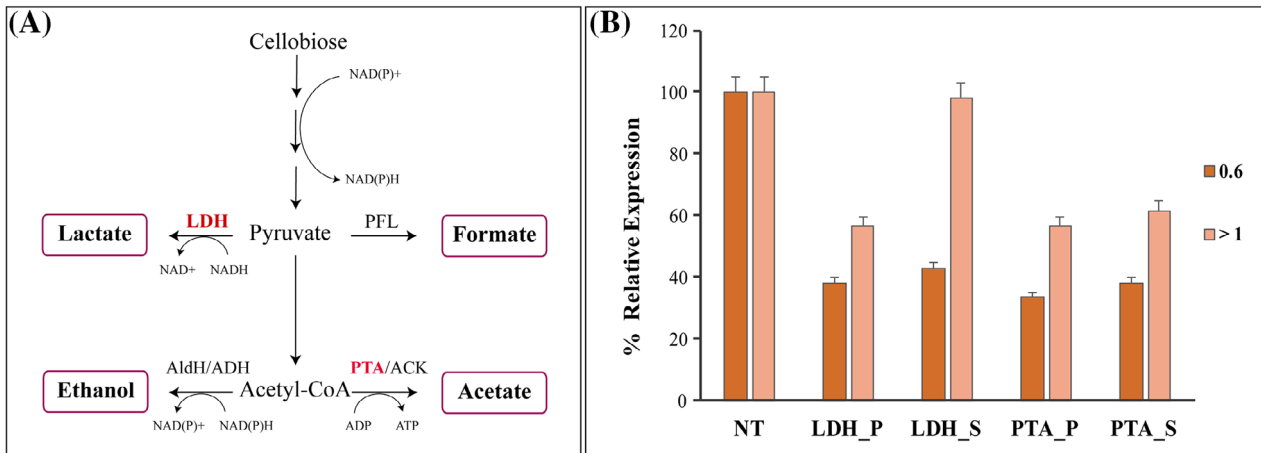 (A)
Cellobiose
NAD(P)+
NAD(P)H
LDH
PFL
Lactate
Pyruvate
Formate
NAD+ NADH
AldH/ADH
PTA/ACK
Ethanol
Acetyl-CoA
Acetate
NAD(P)+ NAD(P)H
ADP ATP
(B)
% Relative Expression
120
100
80
60
40
20
0
NT LDH_P LDH_S PTA_P PTA_S
0.6
> 1